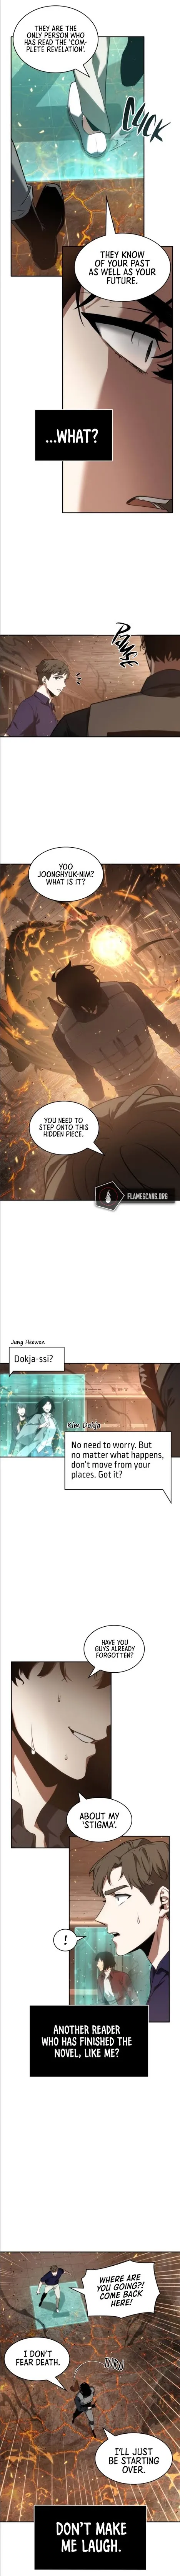 THEY ARE THE
ONLY PERSON WHO
HAS READ THE 'COM-
PLETE REVELATION'.
CLICK
THEY KNOW
OF YOUR PAST
AS WELL AS YOUR
FUTURE.
...WHAT?
PAUSE
YOO
JOONGHYUK-NIM?
WHAT IS IT?
YOU NEED TO
STEP ONTO THIS
HIDDEN PIECE.
FLAMESCANS.ORG
Jung Heewon
Dokja-ssi?
Kim Dokja
No need to worry. But
no matter what happens,
don't move from your
places. Got it?
HAVE YOU
GUYS ALREADY
FORGOTTEN?
ABOUT MY
'STIGMA'.
!
ANOTHER READER
WHO HAS FINISHED THE
NOVEL, LIKE ME?
WHERE ARE
YOU GOING?!
COME BACK
HERE!
I DON'T
FEAR DEATH.
TURN
I'LL JUST
BE STARTING
OVER.
DON'T MAKE
ME LAUGH.